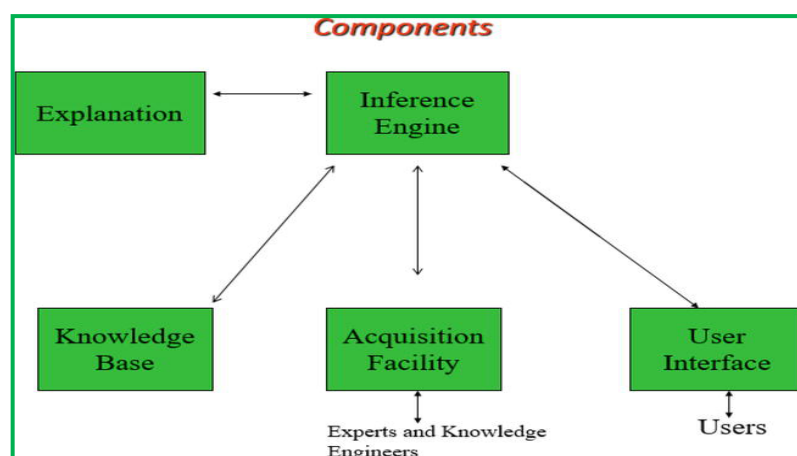 Components
Explanation
Inference
Engine
Knowledge
Base
Acquisition
Facility
User
Interface
Experts and Knowledge
Engineers
Users